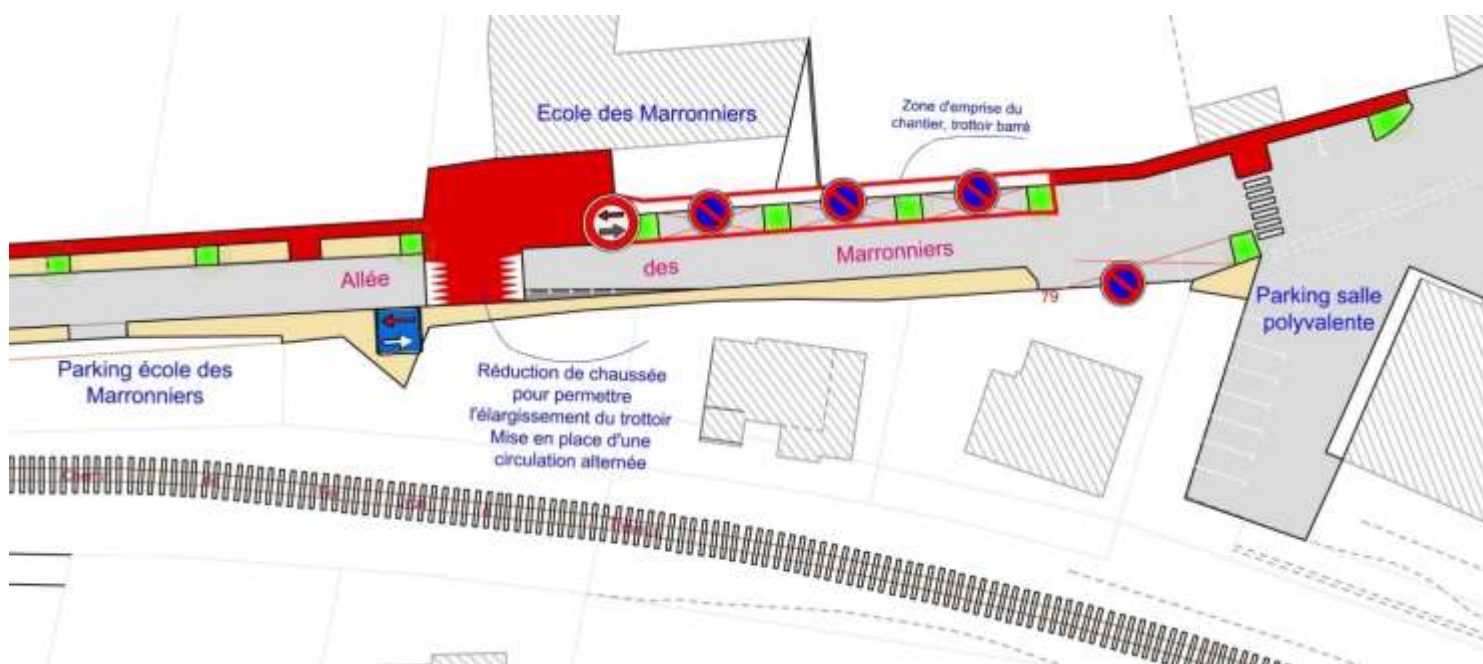 Ecole des Marronniers
Zone d'emprise du
chantier, trottoir barré
Allée
des
Marronniers
79
Parking salle
polyvalente
Parking école des
Marronniers
Réduction de chaussée
pour permettre
l'élargissement du trottoir
Mise en place d'une
circulation alternée